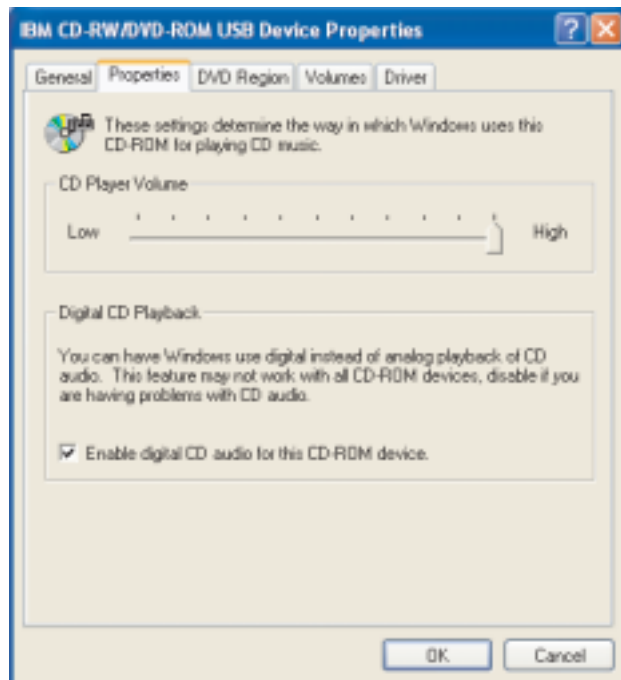 IBM CD-RW/DVD-ROM USB Device Properties
General Properties DVD Region Volumes Driver
These settings determine the way in which Windows uses this
CD-ROM for playing CD music.
CD Player Volume
Low High
Digital CD Playback
You can have Windows use digital instead of analog playback of CD
audio. This feature may not work with all CD-ROM devices, disable if you
are having problems with CD audio.
Enable digital CD audio for this CD-ROM device.
OK Cancel